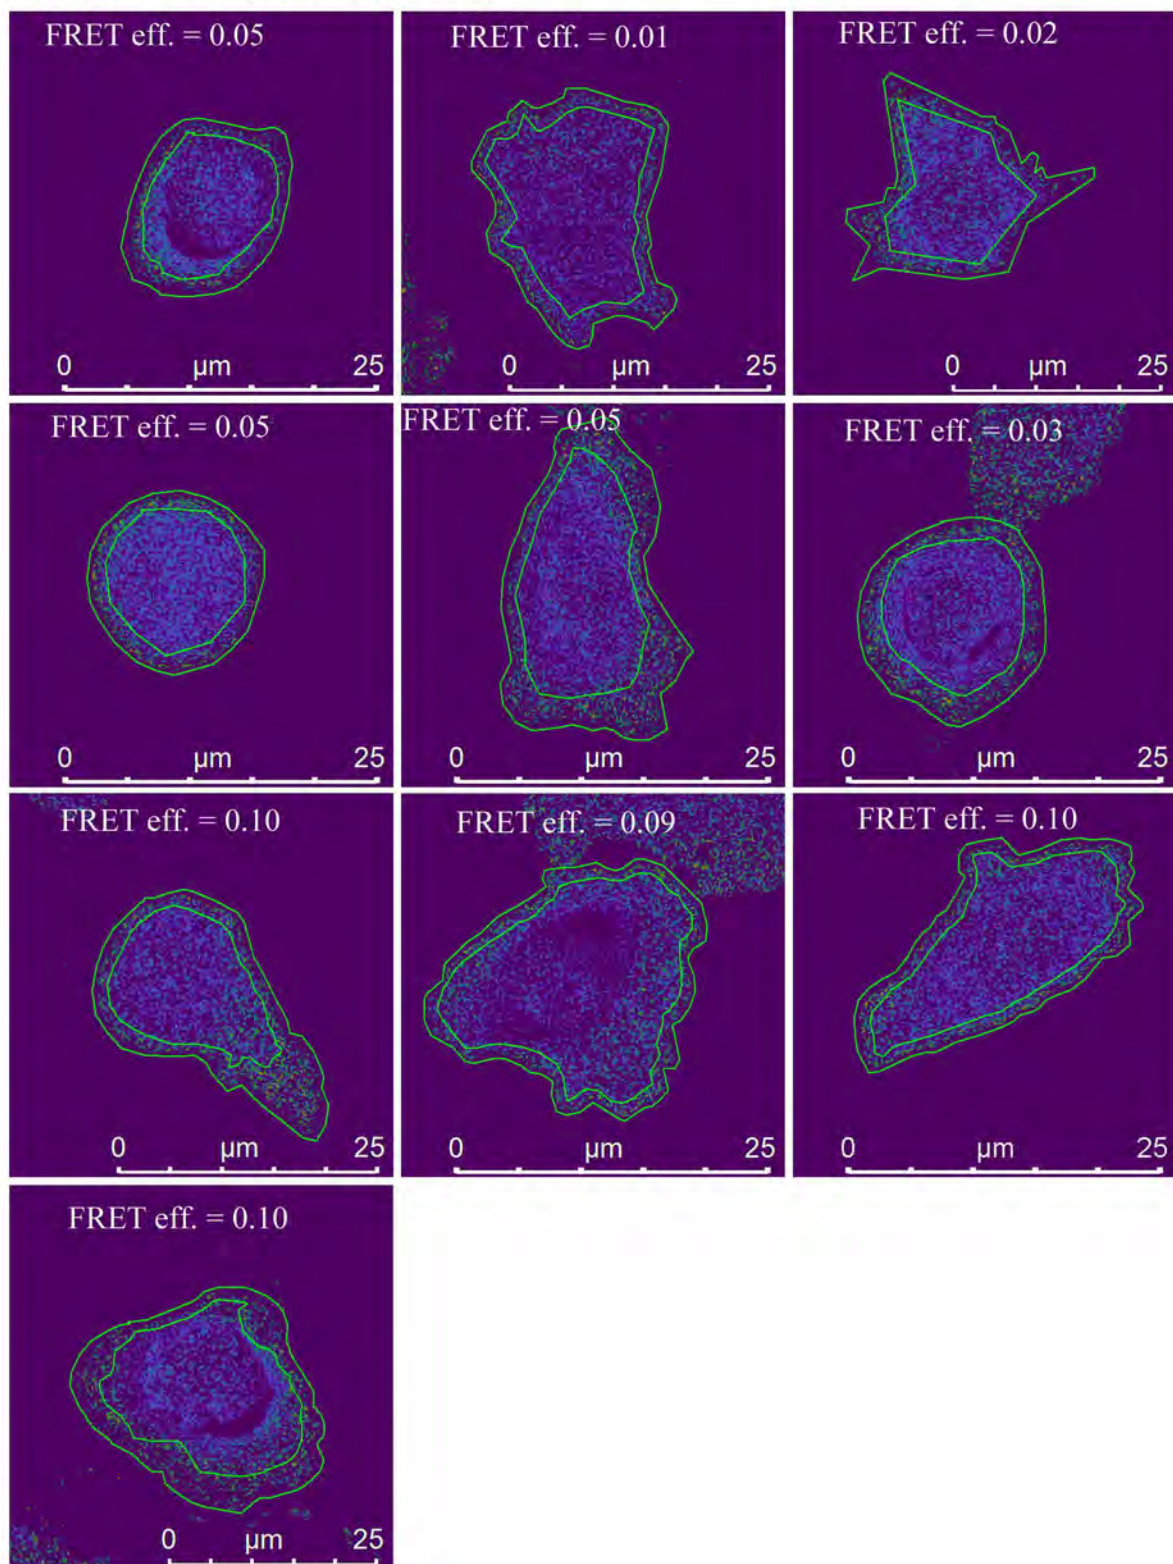 FRET eff. = 0.05
0 µm 25
FRET eff. = 0.01
0 µm 25
FRET eff. = 0.02
0 µm 25
FRET eff. = 0.05
0 µm 25
FRET eff. = 0.05
0 µm 25
FRET eff. = 0.03
0 µm 25
FRET eff. = 0.10
0 µm 25
FRET eff. = 0.09
0 µm 25
FRET eff. = 0.10
0 µm 25
FRET eff. = 0.10
0 µm 25